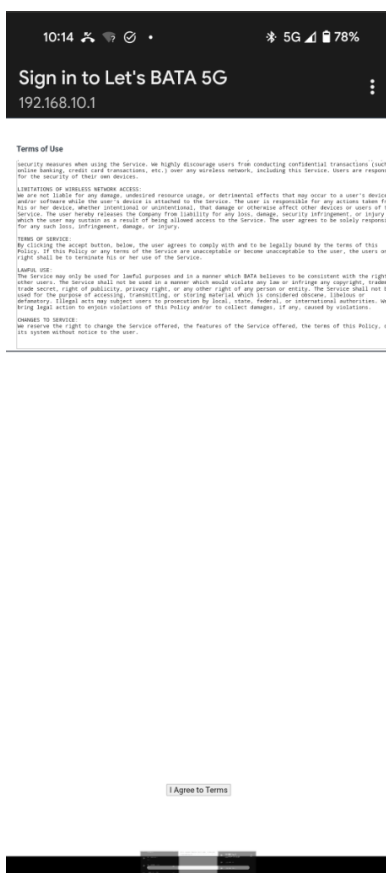 10:14
5G 78%
Sign in to Let's BATA 5G
192.168.10.1
Terms of Use
security measures when using the Service. We highly discourage users from conducting confidential transactions (such
online banking, credit card transactions, etc.) over any wireless network, including this Service. Users are respons
for the security of their own devices.
LIMITATIONS OF WIRELESS NETWORK ACCESS:
We are not liable for any damage, undesired resource usage, or detrimental effects that may occur to a user's device
and/or software while the user's device is attached to the Service. The user is responsible for any actions taken fr
his or her device, whether intentional or unintentional, that damage or otherwise affect other devices or users of t
Service. The user hereby releases the Company from liability for any loss, damage, security infringement, or injury
which the user may sustain as a result of being allowed access to the Service. The user agrees to be solely responsi
for any such loss, infringement, damage, or injury.
TERMS OF SERVICE:
By clicking the accept button, below, the user agrees to comply with and to be legally bound by the terms of this
Policy. If this Policy or any terms of the Service are unacceptable or become unacceptable to the user, the users on
right shall be to terminate his or her use of the Service.
LAWFUL USE:
The Service may only be used for lawful purposes and in a manner which BATA believes to be consistent with the right
other users. The Service shall not be used in a manner which would violate any law or infringe any copyright, tradem
trade secret, right of publicity, privacy right, or any other right of any person or entity. The Service shall not b
used for the purpose of accessing, transmitting, or storing material which is considered obscene, libelous or
defamatory. Illegal acts may subject users to prosecution by local, state, federal, or international authorities. We
bring legal action to enjoin violations of this Policy and/or to collect damages, if any, caused by violations.
CHANGES TO SERVICE:
We reserve the right to change the Service offered, the features of the Service offered, the terms of this Policy, o
its system without notice to the user.
I Agree to Terms